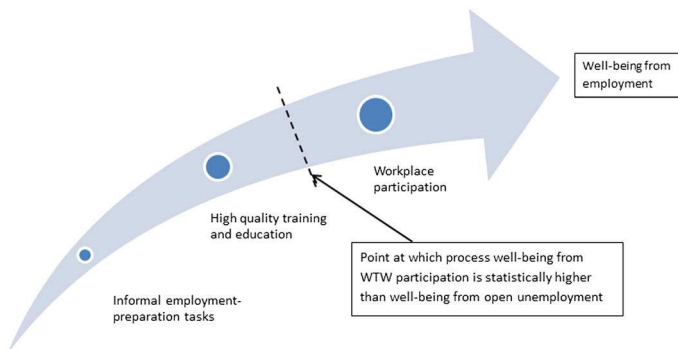 Well-being from
employment
Workplace
participation
High quality training
and education
Point at which process well-being from
WTW participation is statistically higher
than well-being from open unemployment
Informal employment-
preparation tasks